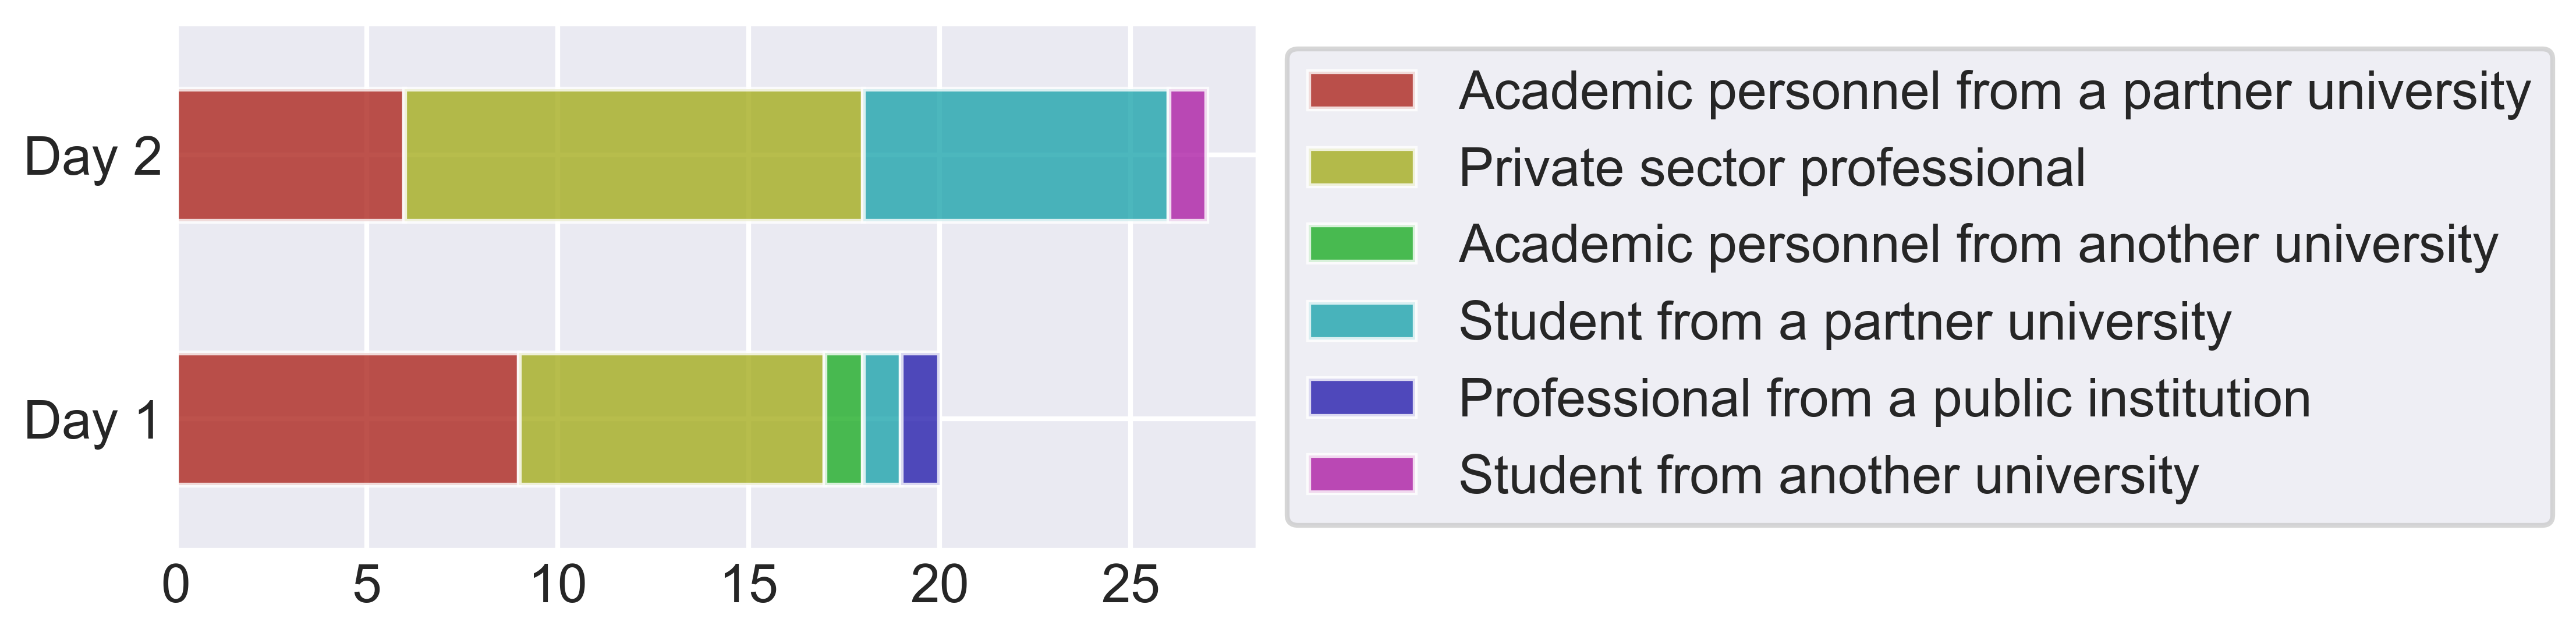 Day 2
Day 1
0 5 10 15 20 25
Academic personnel from a partner university
Private sector professional
Academic personnel from another university
Student from a partner university
Professional from a public institution
Student from another university